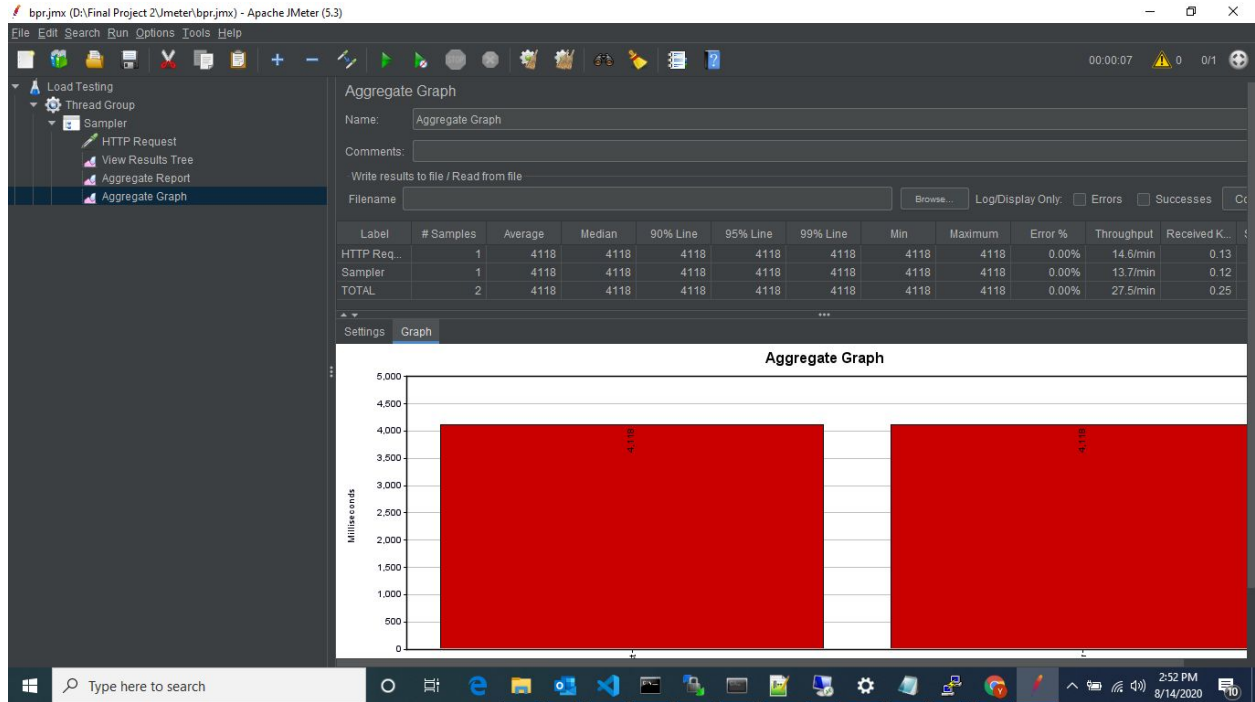 bpr.jmx (D:\Final Project 2\Jmeter\bpr.jmx) - Apache JMeter (5.3)
File Edit Search Run Options Tools Help
00:00:07 0 0/1
Load Testing
Thread Group
Sampler
HTTP Request
View Results Tree
Aggregate Report
Aggregate Graph
Aggregate Graph
Name: Aggregate Graph
Comments:
Write results to file / Read from file
Filename Browse... Log/Display Only: Errors Successes Co
Label # Samples Average Median 90% Line 95% Line 99% Line Min Maximum Error % Throughput Received K...
HTTP Req... 1 4118 4118 4118 4118 4118 4118 4118 0.00% 14.6/min 0.13
Sampler 1 4118 4118 4118 4118 4118 4118 4118 0.00% 13.7/min 0.12
TOTAL 2 4118 4118 4118 4118 4118 4118 4118 0.00% 27.5/min 0.25
Settings Graph
Aggregate Graph
Milliseconds
5,000
4,500
4,000
3,500
3,000
2,500
2,000
1,500
1,000
500
0
4,118
4,118
Type here to search
2:52 PM
8/14/2020